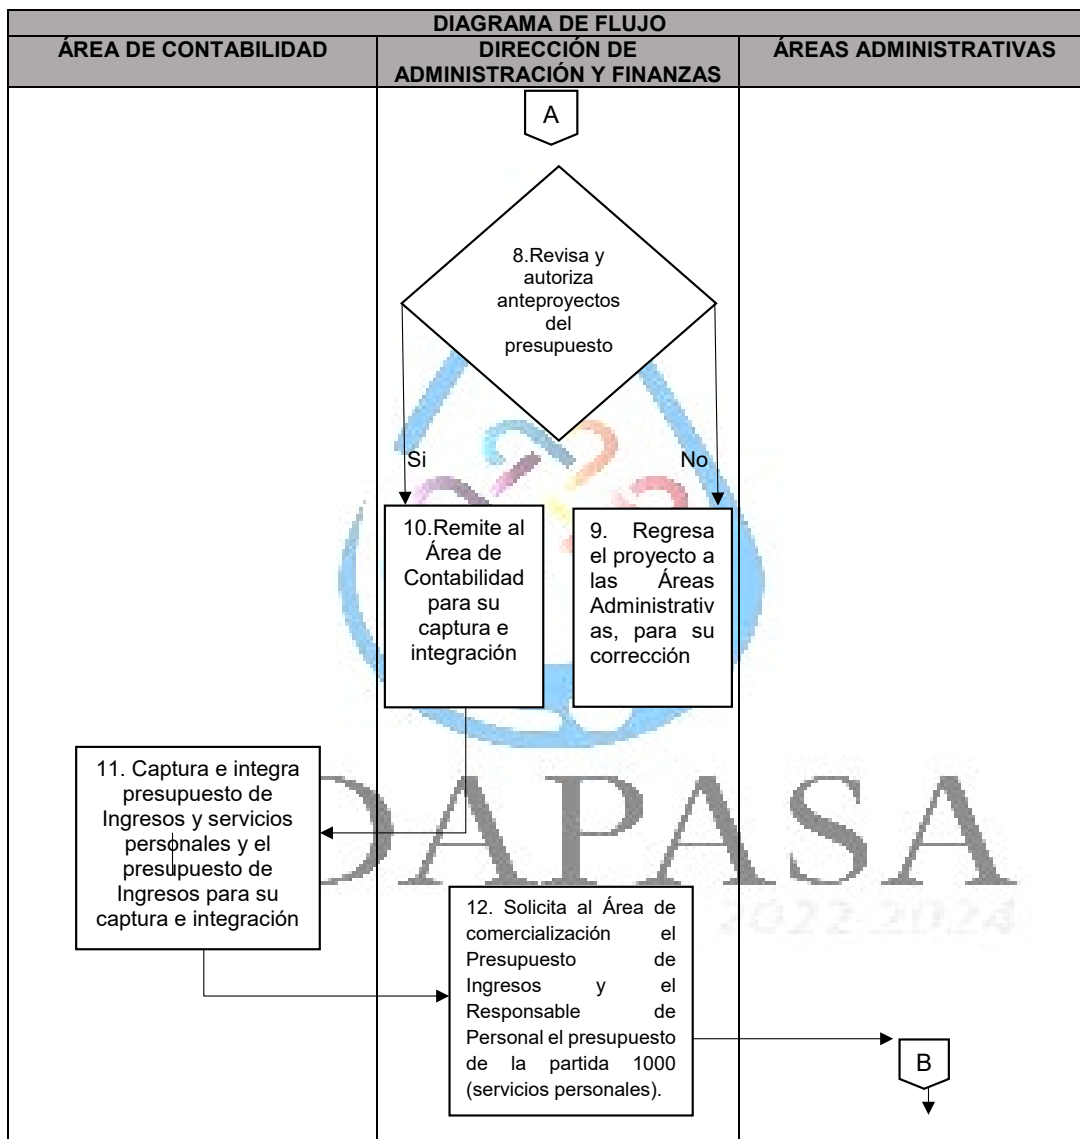 DIAGRAMA DE FLUJO
ÁREA DE CONTABILIDAD
DIRECCIÓN DE
ADMINISTRACIÓN Y FINANZAS
ÁREAS ADMINISTRATIVAS
A
8.Revisa y
autoriza
anteproyectos
del
presupuesto
Si
No
10.Remite al
Área de
Contabilidad
para su
captura e
integración
9. Regresa
el proyecto a
las Áreas
Administrativ
as, para su
corrección
11. Captura e integra
presupuesto de
Ingresos y servicios
personales y el
presupuesto de
Ingresos para su
captura e integración
12. Solicita al Área de
comercialización el
Presupuesto de
Ingresos y el
Responsable de
Personal el presupuesto
de la partida 1000
(servicios personales).
B
DAPASA
2022-2024